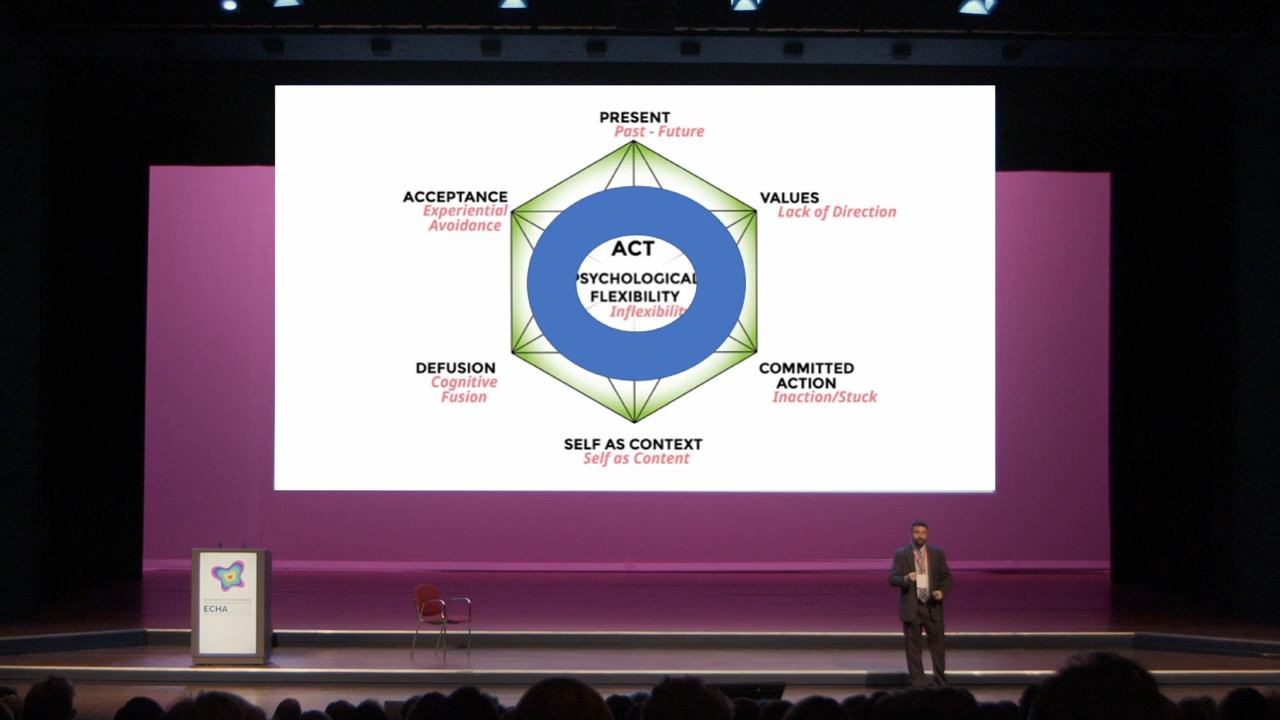 PRESENT
Past - Future
ACCEPTANCE
Experiential
Avoidance
VALUES
Lack of Direction
ACT
PSYCHOLOGICAL
FLEXIBILITY
Inflexibilit
DEFUSION
Cognitive
Fusion
COMMITTED
ACTION
Inaction/Stuck
SELF AS CONTEXT
Self as Content
ECHA